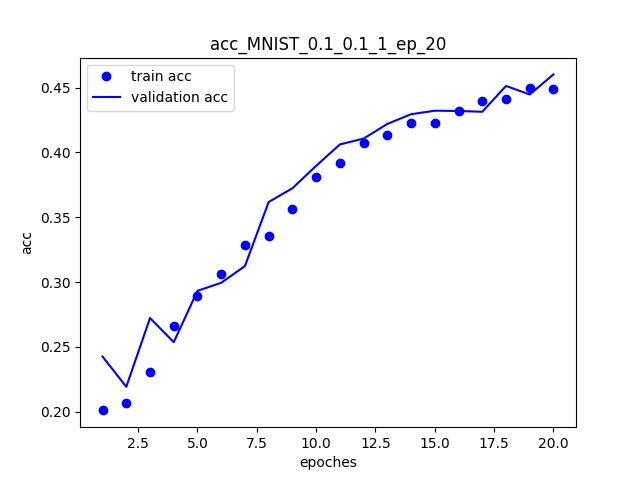 acc_MNIST_0.1_0.1_1_ep_20
train acc
validation acc
0.45
0.40
0.35
0.30
0.25
0.20
acc
2.5 5.0 7.5 10.0 12.5 15.0 17.5 20.0
epoches